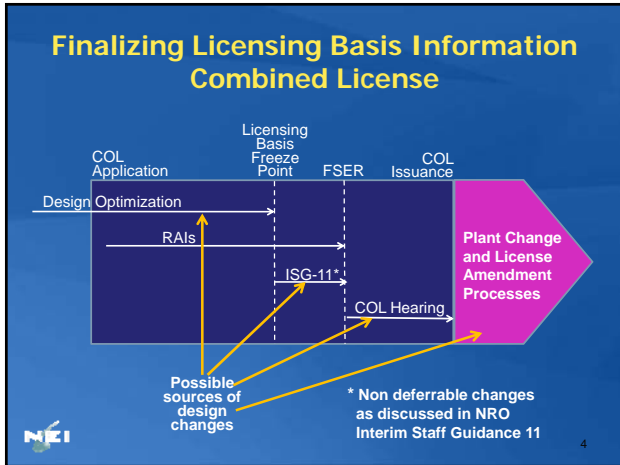 Finalizing Licensing Basis Information
Combined License
COL
Application
Licensing
Basis
Freeze
Point
FSER
COL
Issuance
Design Optimization
RAIs
ISG-11*
COL Hearing
Plant Change
and License
Amendment
Processes
Possible
sources of
design
changes
* Non deferrable changes
as discussed in NRO
Interim Staff Guidance 11
NEI
4